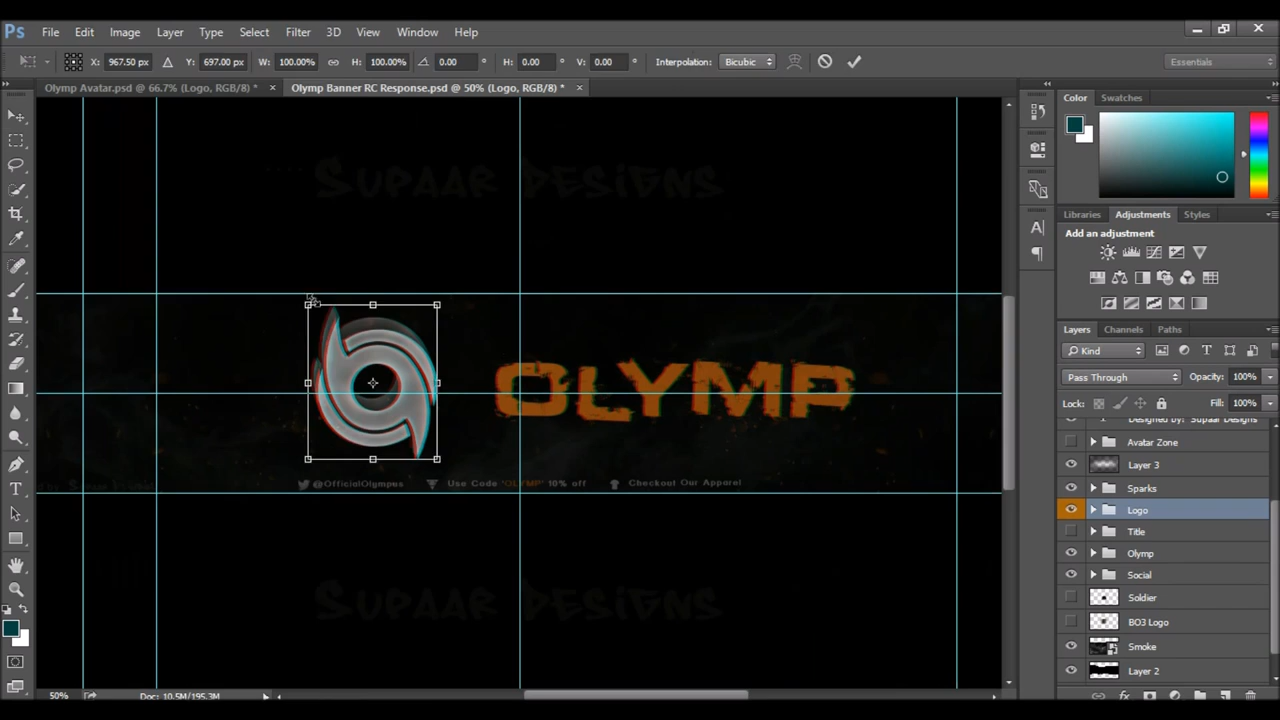 Ps File Edit Image Layer Type Select Filter 3D View Window Help
X: 967.50 px Y: 697.00 px W: 100.00% H: 100.00% 0.00 ° H: 0.00 ° V: 0.00 ° Interpolation: Bicubic Essentials
Olymp Avatar.psd @ 66.7% (Logo, RGB/8) * × Olymp Banner RC Response.psd @ 50% (Logo, RGB/8) * ×
Color Swatches
Supaar Designs
Libraries Adjustments Styles
Add an adjustment
Layers Channels Paths
Kind
Pass Through Opacity: 100%
Lock: Fill: 100%
OLYMP
Designed by: Supaar Designs
Avatar Zone
Layer 3
Sparks
Logo
Title
Olymp
Social
Soldier
BO3 Logo
Smoke
Layer 2
@OfficialOlympus Use Code 'OLYMP' 10% off Checkout Our Apparel
Supaar Designs
50% Doc: 10.5M/195.3M